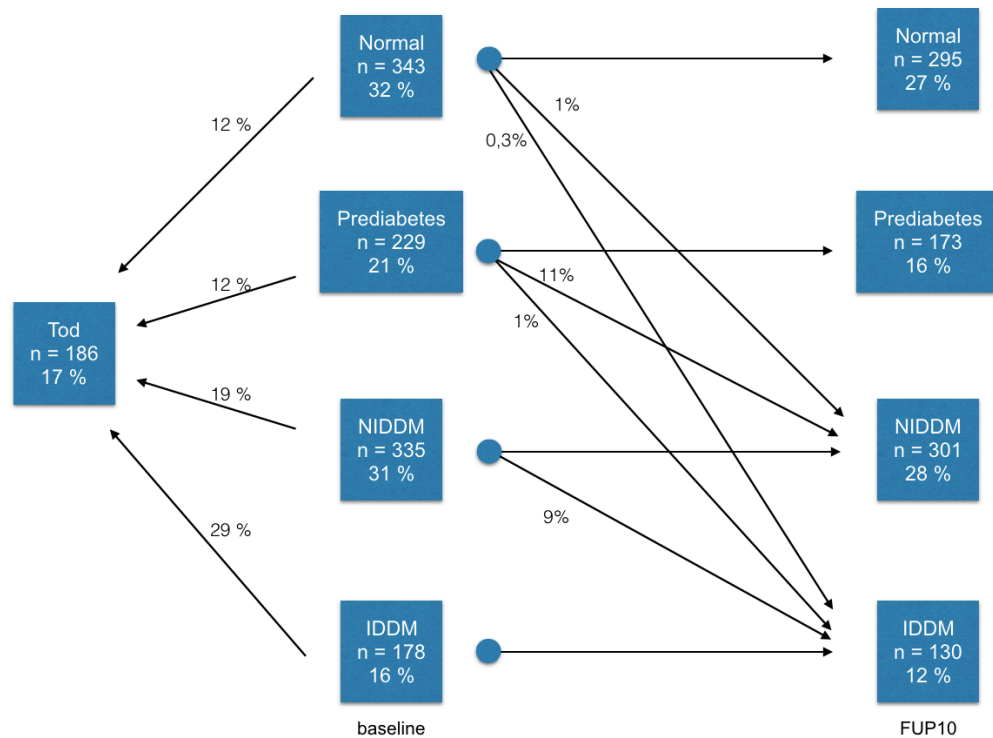 Normal
n = 343
32 %
Normal
n = 295
27 %
12 %
1%
0,3%
Prediabetes
n = 229
21 %
Prediabetes
n = 173
16 %
12 %
11%
1%
Tod
n = 186
17 %
19 %
NIDDM
n = 335
31 %
NIDDM
n = 301
28 %
29 %
9%
IDDM
n = 178
16 %
IDDM
n = 130
12 %
baseline
FUP10